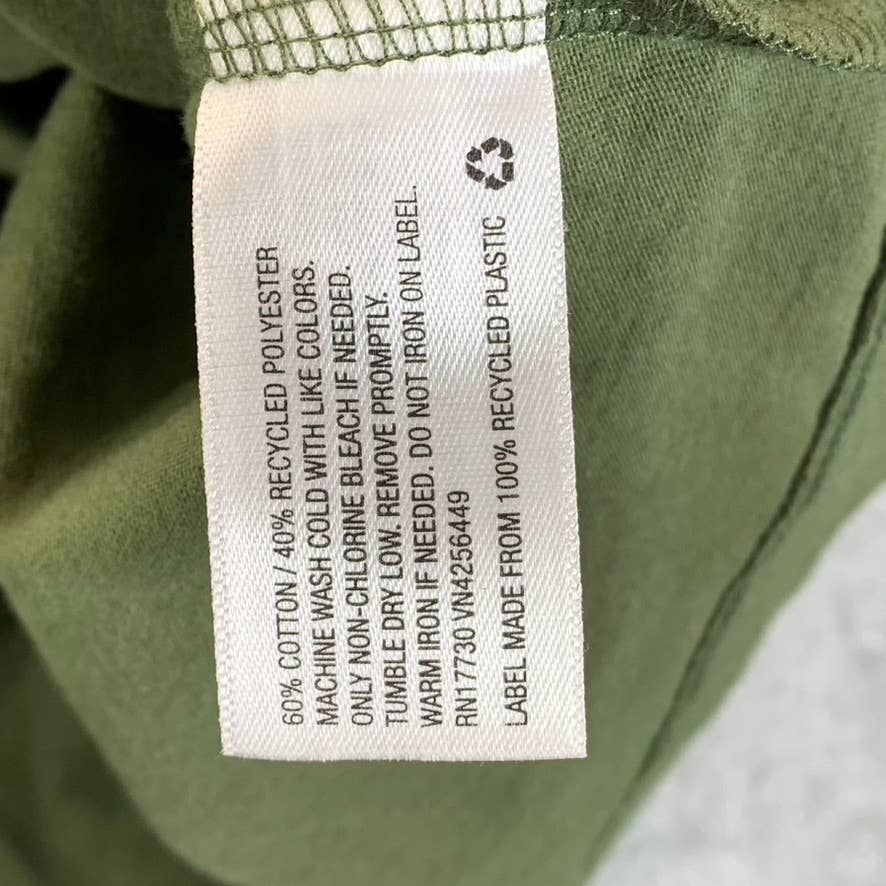 60% COTTON / 40% RECYCLED POLYESTER
MACHINE WASH COLD WITH LIKE COLORS.
ONLY NON-CHLORINE BLEACH IF NEEDED.
TUMBLE DRY LOW. REMOVE PROMPTLY.
WARM IRON IF NEEDED. DO NOT IRON ON LABEL.
RN17730 VN4256449
LABEL MADE FROM 100% RECYCLED PLASTIC